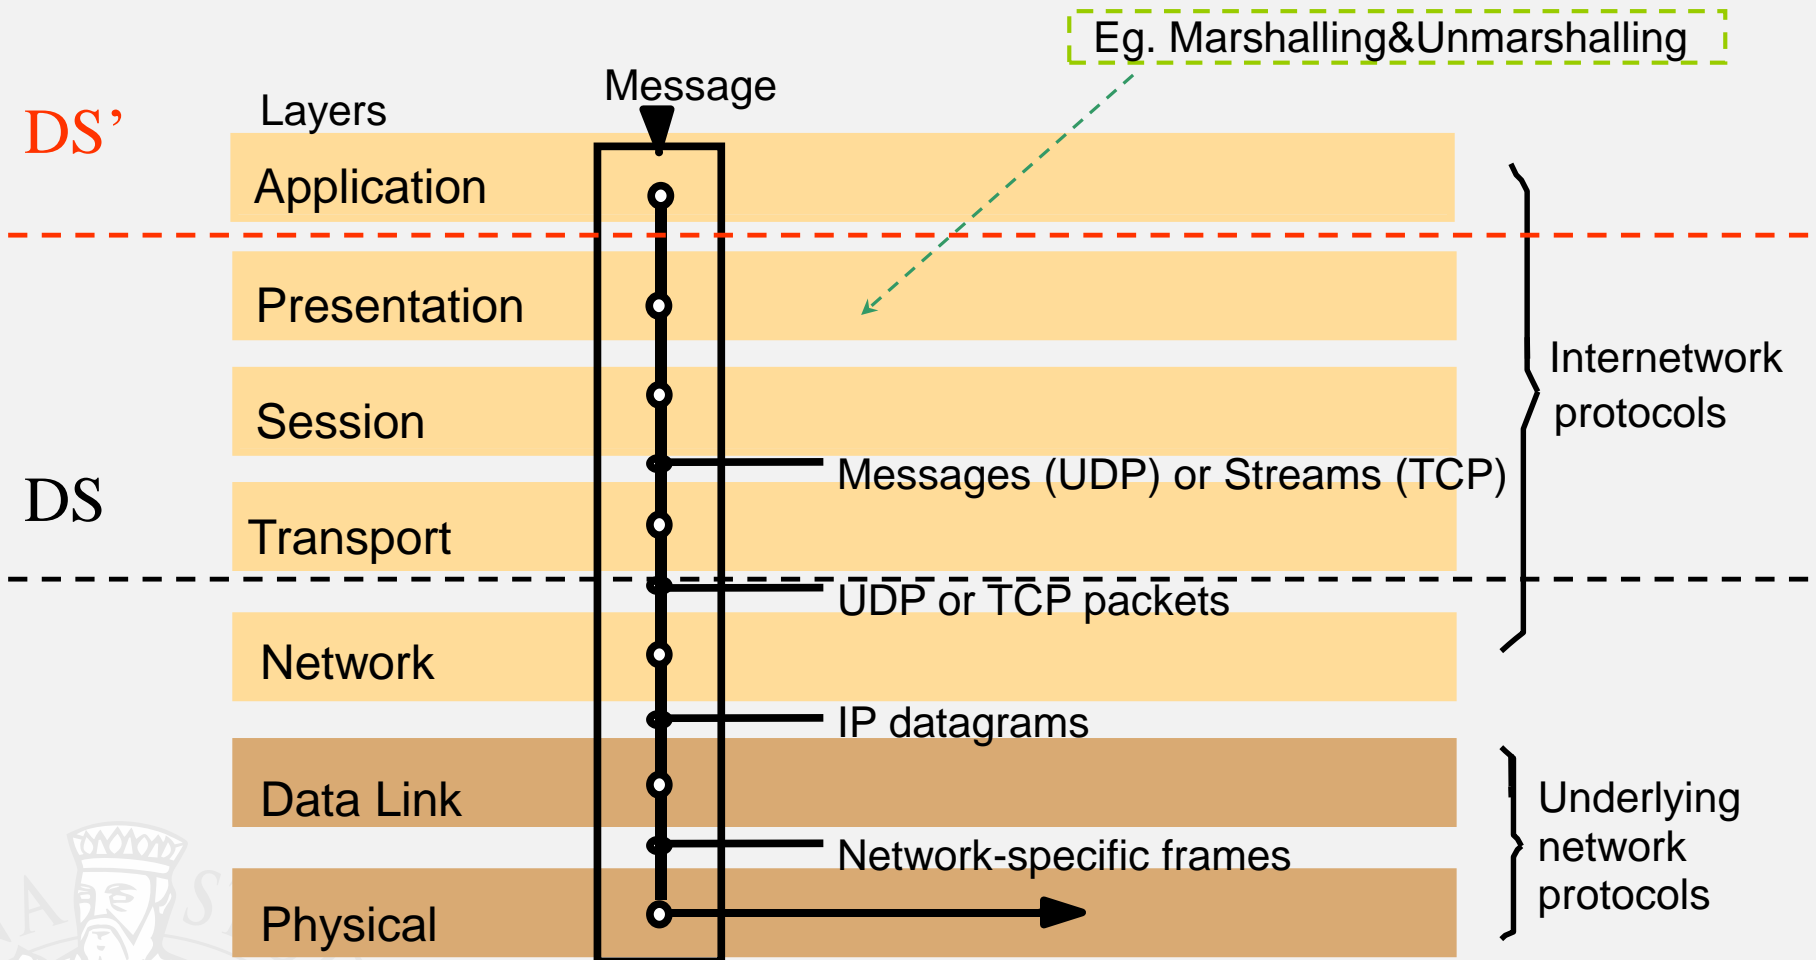 Eg. Marshalling&Unmarshalling
Message
Layers
DS’
Application
Presentation
Internetwork
protocols
Session
Messages (UDP) or Streams (TCP)
DS
Transport
UDP or TCP packets
Network
IP datagrams
Data Link
Underlying
network
protocols
Network-specific frames
Physical